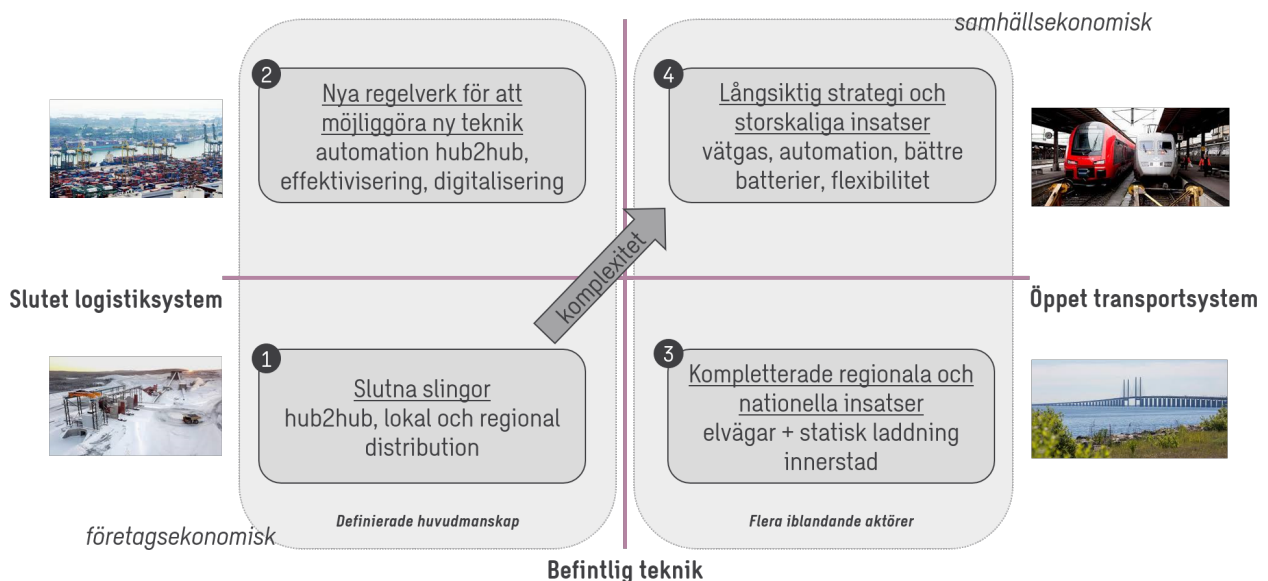 samhällsekonomisk
2
Nya regelverk för att
möjliggöra ny teknik
automation hub2hub,
effektivisering, digitalisering
4
Långsiktig strategi och
storskaliga insatser
vätgas, automation, bättre
batterier, flexibilitet
komplexitet
Slutet logistiksystem
Öppet transportsystem
1
Slutna slingor
hub2hub, lokal och regional
distribution
3
Kompletterade regionala och
nationella insatser
elvägar + statisk laddning
innerstad
Definierade huvudmanskap
Flera iblandande aktörer
företagsekonomisk
Befintlig teknik